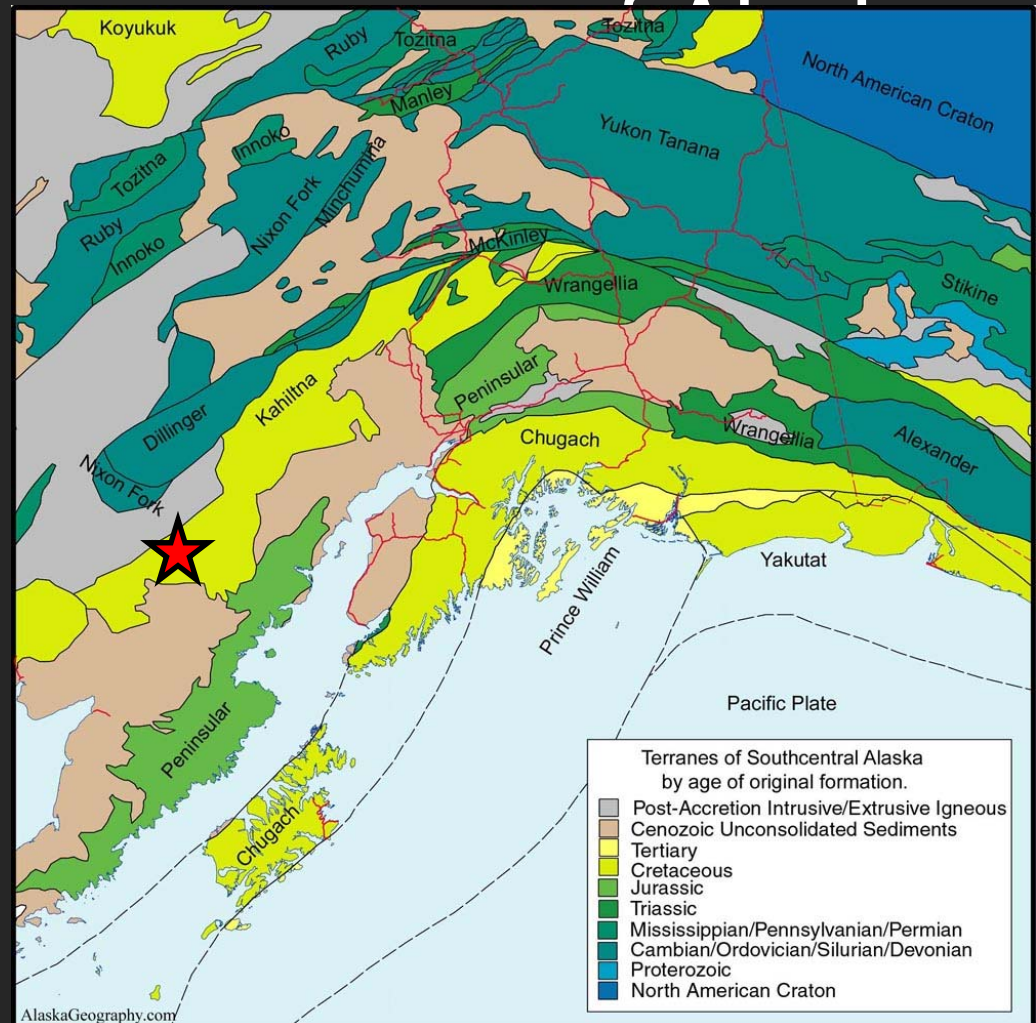 Koyukuk
Ruby
Tozitna
Tozitna
North American Craton
Manley
Yukon Tanana
Innoko
Minchumina
Tozitna
Nixon Fork
Ruby
Innoko
McKinley
Wrangellia
Stikine
Peninsular
Kahiltna
Dillinger
Chugach
Wrangellia
Alexander
Nixon Fork
Yakutat
Prince William
Pacific Plate
Peninsular
Chugach
Terranes of Southcentral Alaska
by age of original formation.
Post-Accretion Intrusive/Extrusive Igneous
Cenozoic Unconsolidated Sediments
Tertiary
Cretaceous
Jurassic
Triassic
Mississippian/Pennsylvanian/Permian
Cambian/Ordovician/Silurian/Devonian
Proterozoic
North American Craton
AlaskaGeography.com